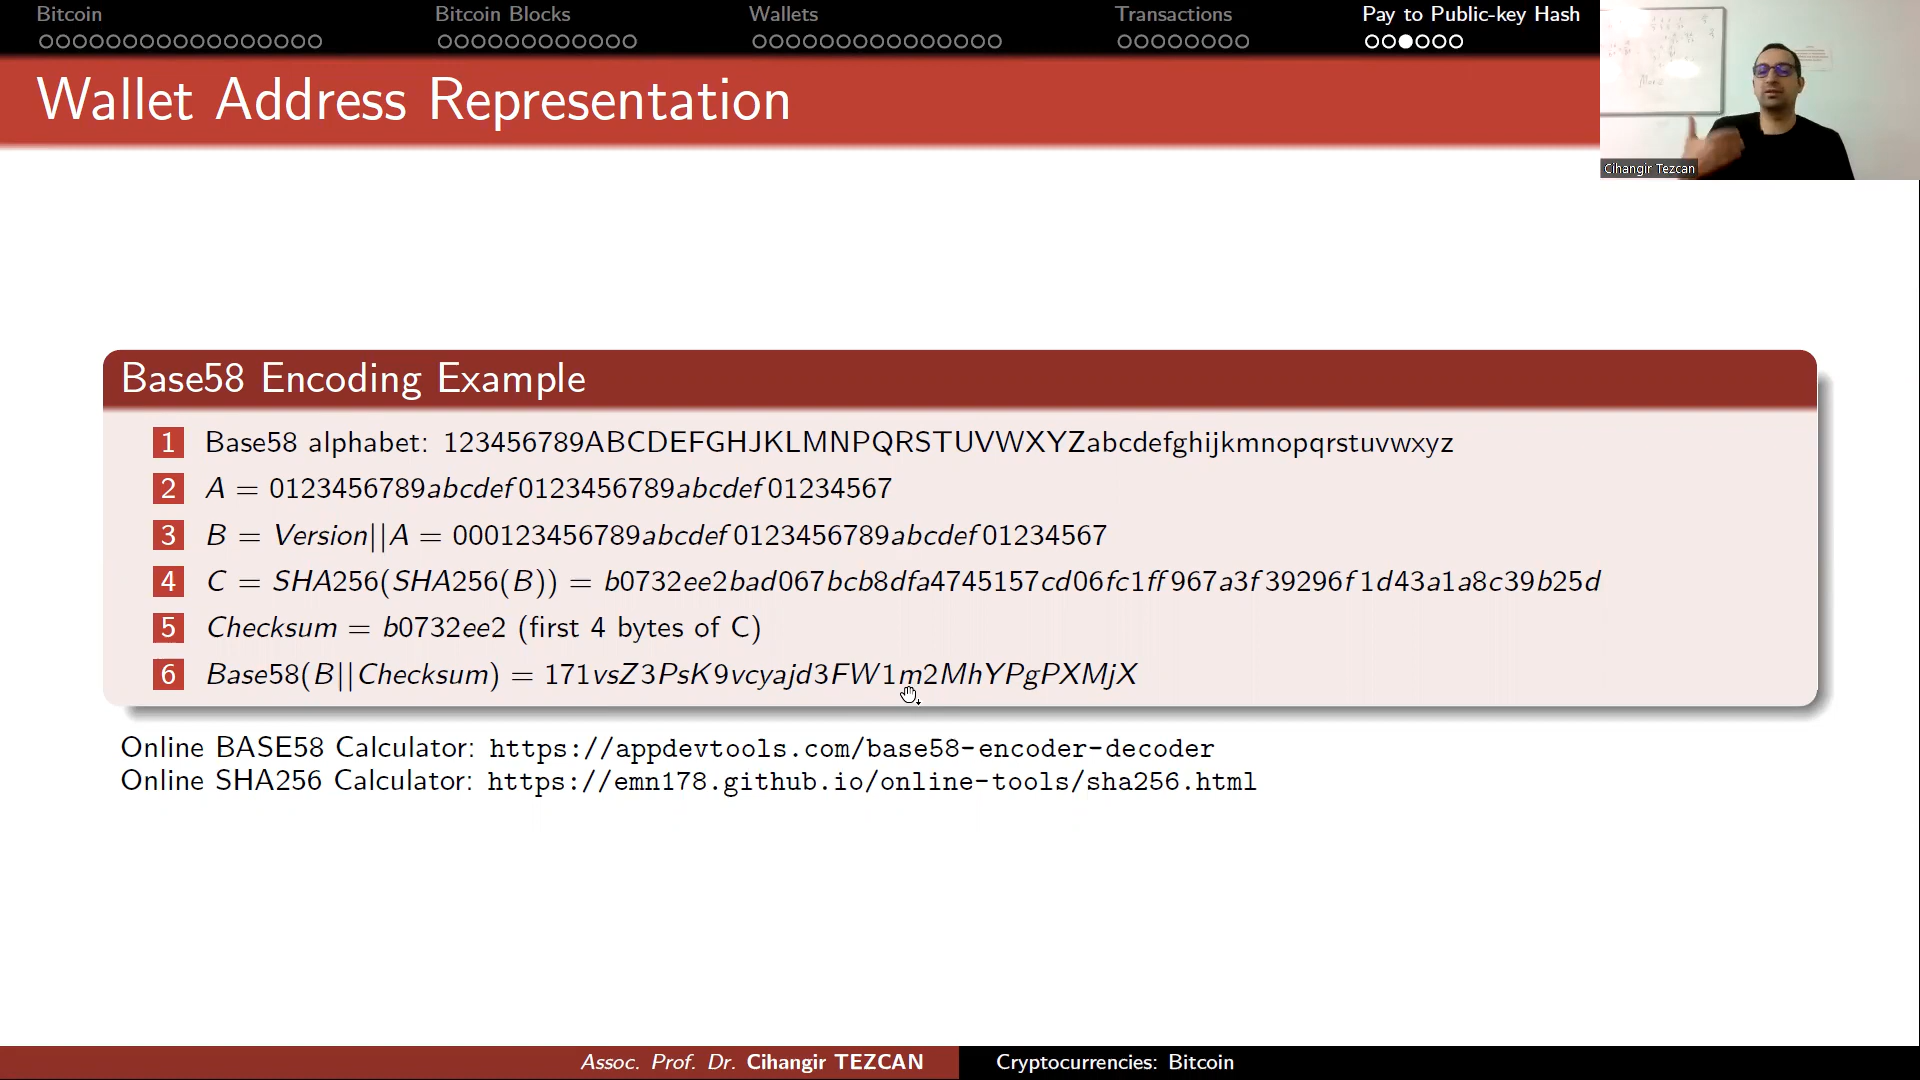 Bitcoin
Bitcoin Blocks
Wallets
Transactions
Pay to Public-key Hash
Wallet Address Representation
Cihangir Tezcan
Base58 Encoding Example
1 Base58 alphabet: 123456789ABCDEFGHJKLMNPQRSTUVWXYZabcdefghijkmnopqrstuvwxyz
2 A = 0123456789abcdef0123456789abcdef01234567
3 B = Version||A = 000123456789abcdef0123456789abcdef01234567
4 C = SHA256(SHA256(B)) = b0732ee2bad067bcb8dfa4745157cd06fc1ff967a3f39296f1d43a1a8c39b25d
5 Checksum = b0732ee2 (first 4 bytes of C)
6 Base58(B||Checksum) = 171vsZ3PsK9vcyajd3FW1m2MhYPgPXMjX
Online BASE58 Calculator: https://appdevtools.com/base58-encoder-decoder
Online SHA256 Calculator: https://emn178.github.io/online-tools/sha256.html
Assoc. Prof. Dr. Cihangir TEZCAN
Cryptocurrencies: Bitcoin